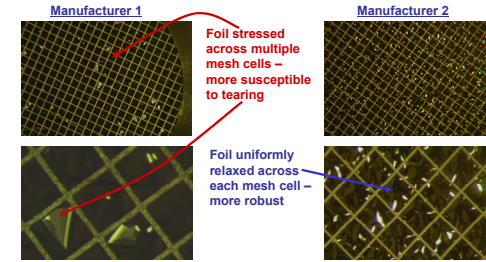 Manufacturer 1
Manufacturer 2
Foil stressed
across multiple
mesh cells –
more susceptible
to tearing
Foil uniformly
relaxed across
each mesh cell –
more robust